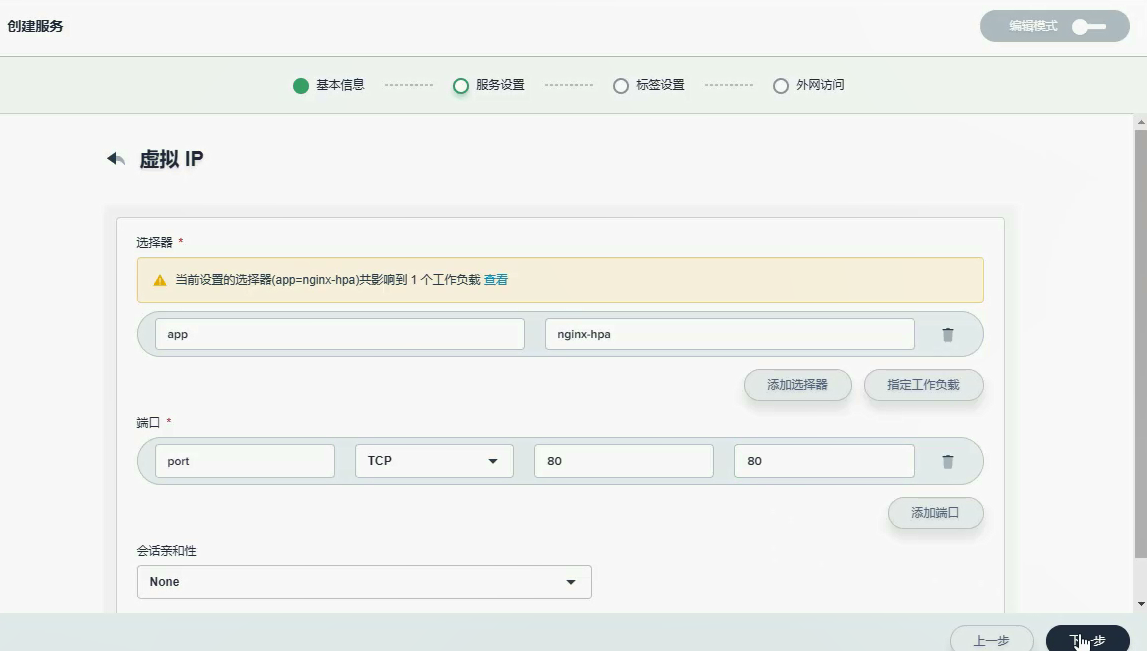 创建服务
编辑模式
基本信息
服务设置
标签设置
外网访问
虚拟 IP
选择器 *
当前设置的选择器(app=nginx-hpa)共影响到 1 个工作负载 查看
app
nginx-hpa
添加选择器
指定工作负载
端口 *
port
TCP
80
80
添加端口
会话亲和性
None
上一步
下一步